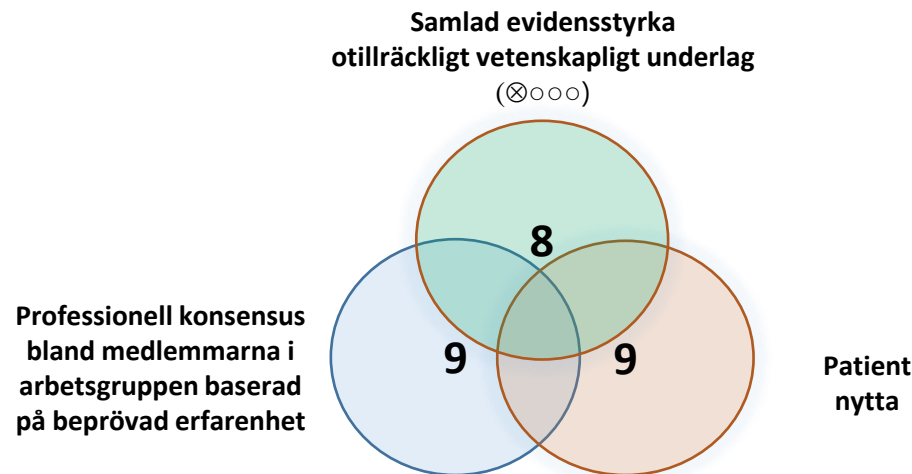 Samlad evidensstyrka
otillräckligt vetenskapligt underlag
(⊗○○○)
8
Professionell konsensus
bland medlemmarna i
arbetsgruppen baserad
på beprövad erfarenhet
9
9
Patient
nytta